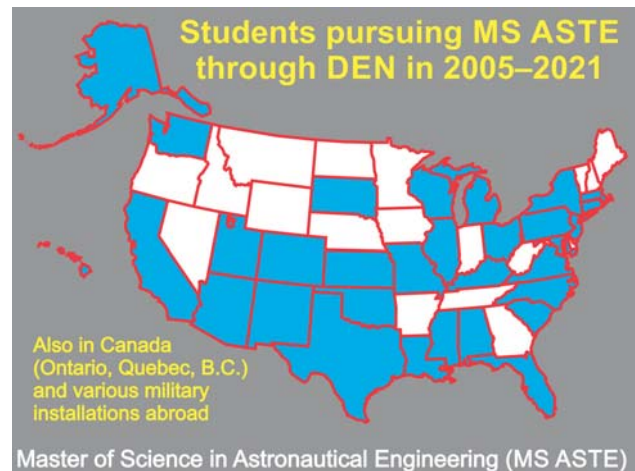 Students pursuing MS ASTE
through DEN in 2005–2021
Also in Canada
(Ontario, Quebec, B.C.)
and various military
installations abroad
Master of Science in Astronautical Engineering (MS ASTE)